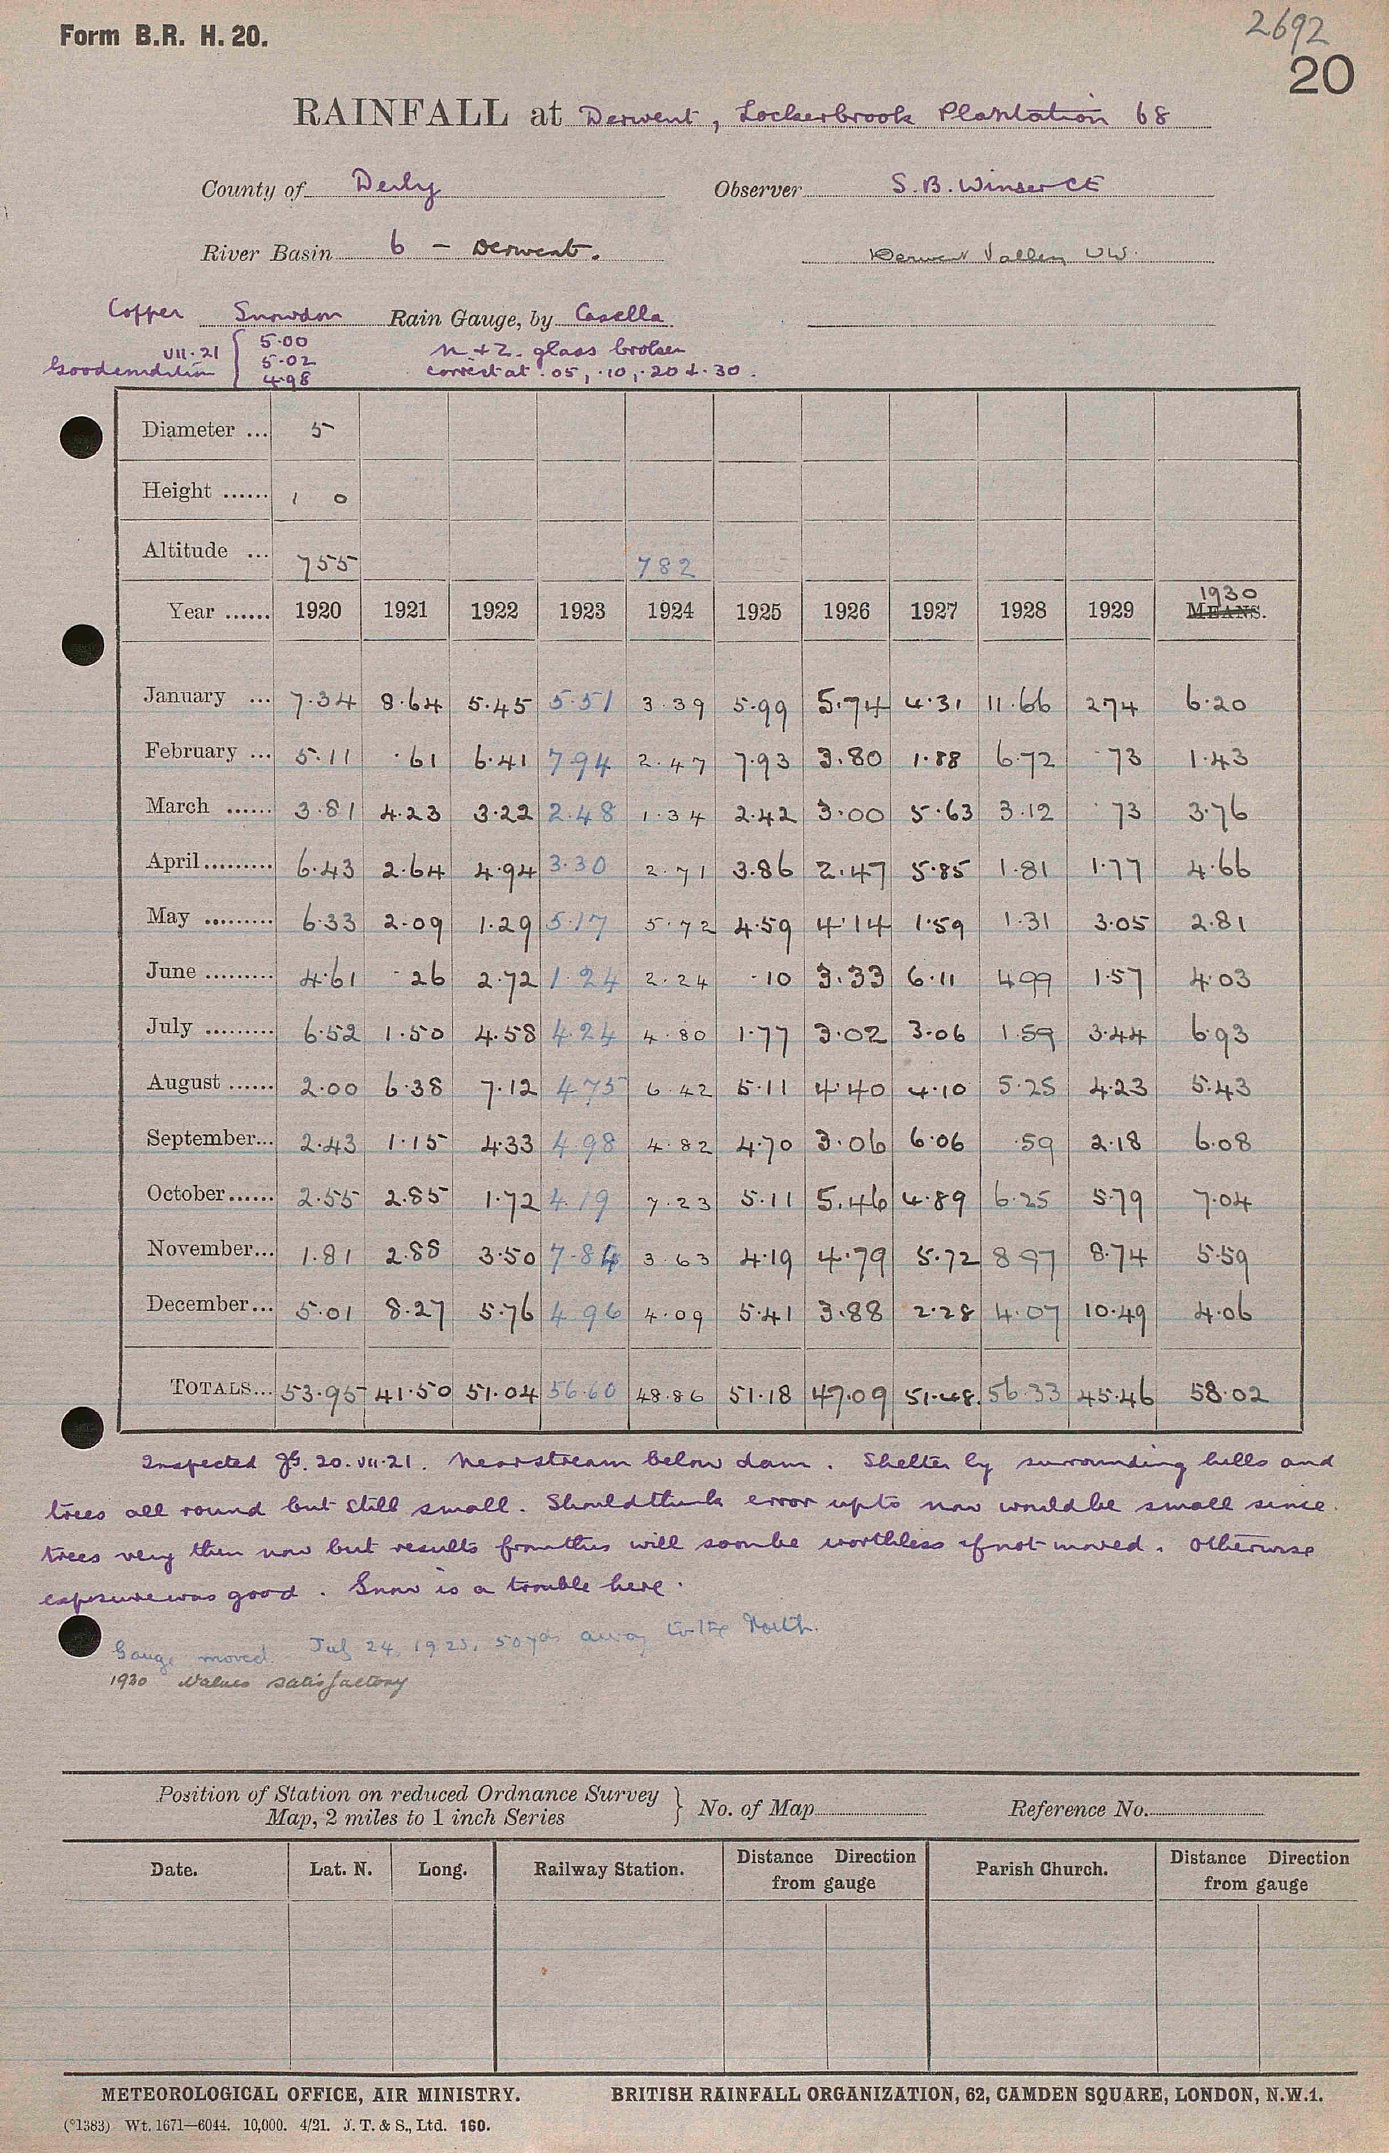 Form B.R. H. 20.
2692
20
RAINFALL at Derwent, Lockerbrook Plantation 68
County of Derby Observer S. B. Winser CE
River Basin 6 - Derwent. Derwent Valley UW.
Copper Snowdon Rain Gauge, by Casella
Good condition VII.21 { 5.00 M + Z. glass broken
5.02 correct at .05, .10, .20 & .30.
4.98
Diameter ... 5
Height ...... 1 0
Altitude ... 755 782
Year ...... 1920 1921 1922 1923 1924 1925 1926 1927 1928 1929 1930 MEANS.
January ... 7.34 8.64 5.45 5.51 3.39 5.99 5.74 4.31 11.66 274 6.20
February ... 5.11 .61 6.41 7.94 2.47 7.93 3.80 1.88 6.72 .73 1.43
March ...... 3.81 4.23 3.22 2.48 1.34 2.42 3.00 5.63 3.12 .73 3.76
April......... 6.43 2.64 4.94 3.30 2.71 3.86 2.47 5.85 1.81 1.77 4.66
May ......... 6.33 2.09 1.29 5.17 5.72 4.59 4.14 1.59 1.31 3.05 2.81
June ......... 4.61 .26 2.72 1.24 2.24 .10 3.33 6.11 4.99 1.57 4.03
July ......... 6.52 1.50 4.58 4.24 4.80 1.77 3.02 3.06 1.59 3.44 6.93
August ...... 2.00 6.38 7.12 4.75 6.42 5.11 4.40 4.10 5.25 4.23 5.43
September... 2.43 1.15 4.33 4.98 4.82 4.70 3.06 6.06 .59 2.18 6.08
October...... 2.55 2.85 1.72 4.19 7.23 5.11 5.46 4.89 6.25 5.79 7.04
November... 1.81 2.88 3.50 7.84 3.63 4.19 4.79 5.72 8.97 8.74 5.59
December... 5.01 8.27 5.76 4.96 4.09 5.41 3.88 2.28 4.07 10.49 4.06
TOTALS... 53.95 41.50 51.04 56.60 48.86 51.18 47.09 51.48. 56.33 45.46 58.02
Inspected 20.VII.21. Near stream below dam. Shelter by surrounding hills and
trees all round but still small. Should think error up to now would be small since
trees very thin now but results from this will soon be worthless if not moved. Otherwise
exposure was good. Snow is a trouble here.
Gauge moved. July 24, 1923. 50 yds away to the North.
1930 Values satisfactory
Position of Station on reduced Ordnance Survey
Map, 2 miles to 1 inch Series } No. of Map Reference No.
Date. Lat. N. Long. Railway Station. Distance Direction from gauge Parish Church. Distance Direction from gauge
METEOROLOGICAL OFFICE, AIR MINISTRY. BRITISH RAINFALL ORGANIZATION, 62, CAMDEN SQUARE, LONDON, N.W.1.
(*1383) Wt. 1671—6044. 10,000. 4/21. J. T. & S., Ltd. 160.